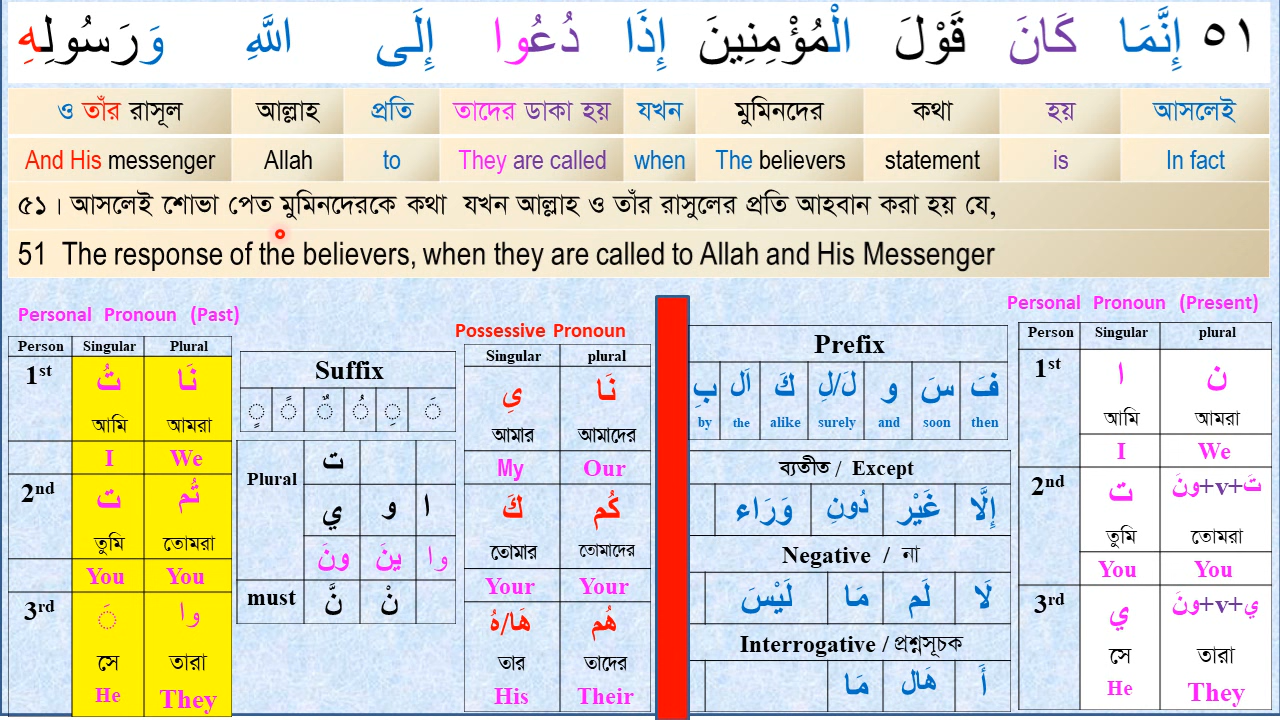 ٥١ إِنَّمَا كَانَ قَوْلَ الْمُؤْمِنِينَ إِذَا دُعُوا إِلَى اللَّهِ وَرَسُولِهِ
ও তাঁর রাসূল আল্লাহ প্রতি তাদের ডাকা হয় যখন মুমিনদের কথা হয় আসলেই
And His messenger Allah to They are called when The believers statement is In fact
৫১। আসলেই শোভা পেত মুমিনদেরকে কথা যখন আল্লাহ ও তাঁর রাসুলের প্রতি আহবান করা হয় যে,
51 The response of the believers, when they are called to Allah and His Messenger
Personal Pronoun (Past)
Person Singular Plural
1st تُ نَا
আমি আমরা
I We
2nd ت تُم
তুমি তোমরা
You You
3rd َ وا
সে তারা
He They
Suffix
ٍ ً ٌ ُ ِ َ
Plural ت
ي و ا
ونَ ينَ وا
must نَّ نْ
Possessive Pronoun
Singular plural
يِ نَا
আমার আমাদের
My Our
كَ كُم
তোমার তোমাদের
Your Your
هَا/هُ هُم
তার তাদের
His Their
Prefix
بِ اَل كَ لَ/لِ و سَ فَ
by the alike surely and soon then
ব্যতীত / Except
وَرَاء دُونِ غَيْر إِلَّا
Negative / না
لَيْسَ مَا لَم لَا
Interrogative / প্রশ্নসূচক
مَا هَال أَ
Personal Pronoun (Present)
Person Singular plural
1st ا ن
আমি আমরা
I We
2nd ت تَ+v+ونَ
তুমি তোমরা
You You
3rd ي ي+v+ونَ
সে তারা
He They